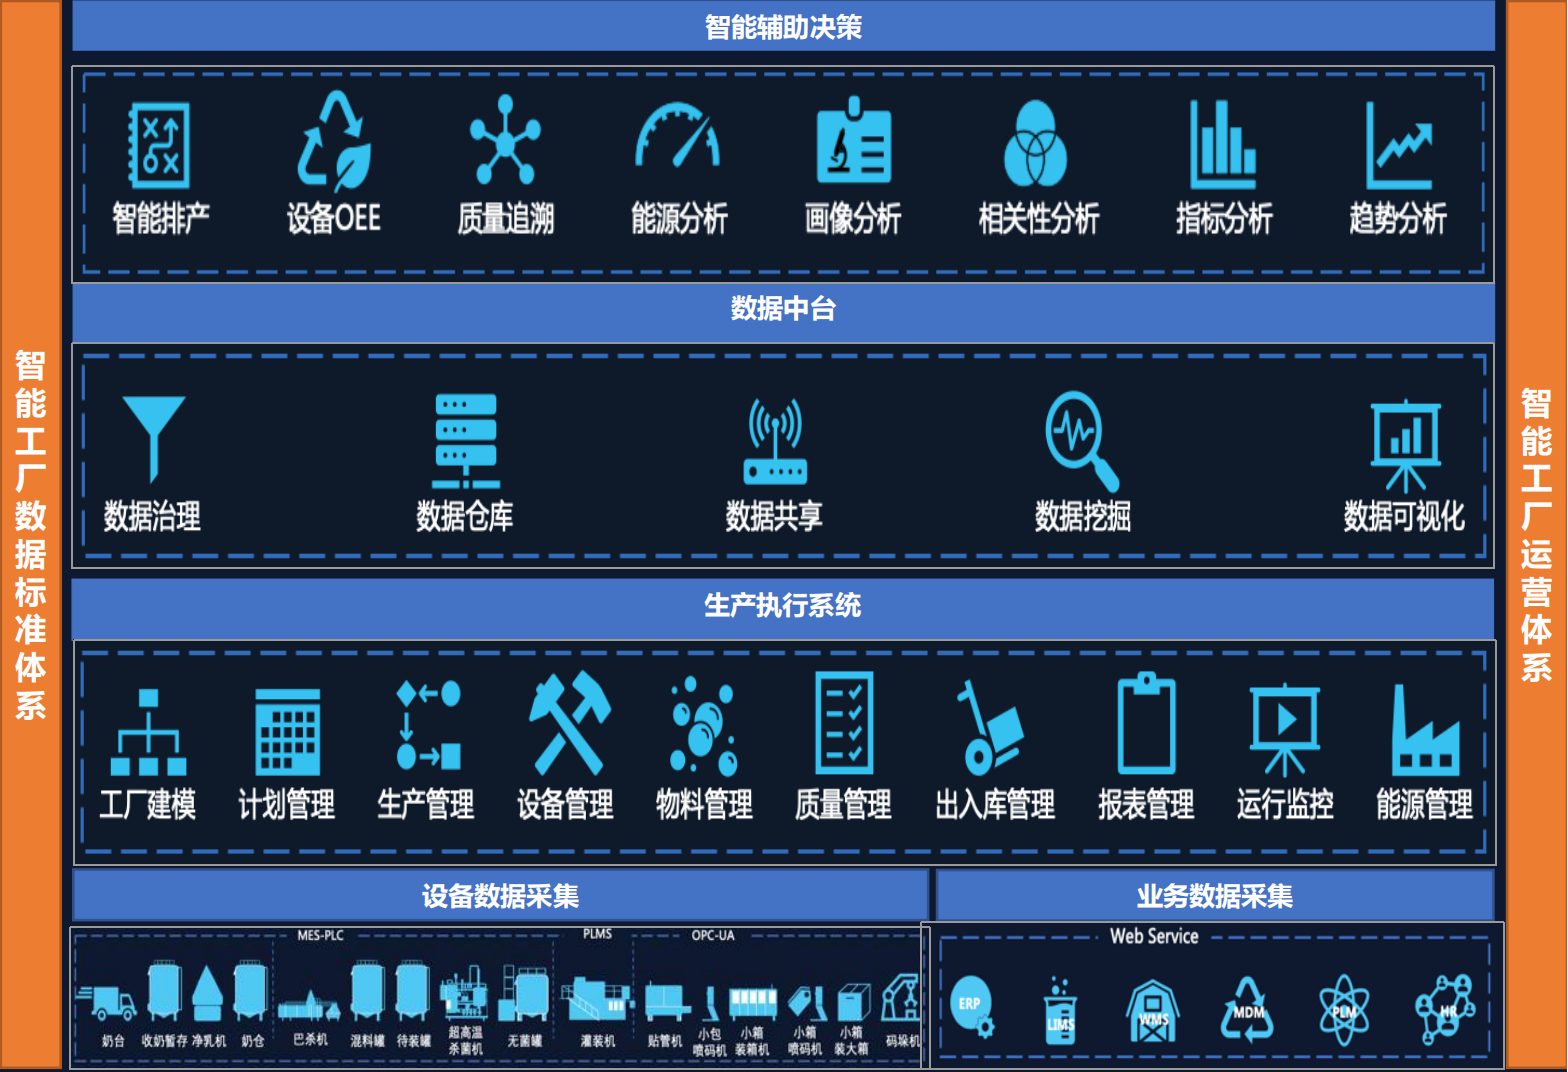 智能辅助决策
智能排产
设备OEE
质量追溯
能源分析
画像分析
相关性分析
指标分析
趋势分析
数据中台
数据治理
数据仓库
数据共享
数据挖掘
数据可视化
生产执行系统
工厂建模
计划管理
生产管理
设备管理
物料管理
质量管理
出入库管理
报表管理
运行监控
能源管理
设备数据采集
MES-PLC
PLMS
OPC-UA
奶台
收奶暂存
净乳机
奶仓
巴杀机
混料罐
待装罐
超高温
杀菌机
无菌罐
灌装机
贴管机
小包
喷码机
小箱
装箱机
小箱
喷码机
小箱
装大箱
码垛机
业务数据采集
Web Service
ERP
LIMS
WMS
MDM
PLM
HR
智能工厂数据标准体系
智能工厂运营体系